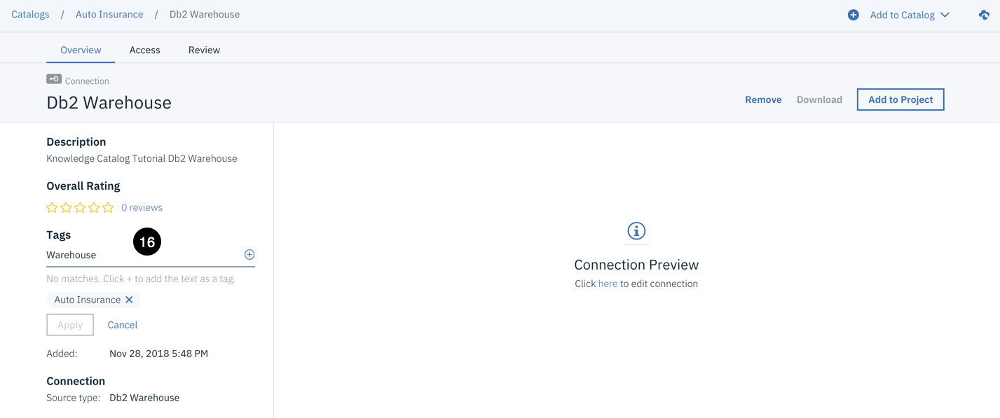 Catalogs / Auto Insurance / Db2 Warehouse
Add to Catalog
Overview Access Review
Connection
Db2 Warehouse
Remove Download Add to Project
Description
Knowledge Catalog Tutorial Db2 Warehouse
Overall Rating
0 reviews
Tags
16
Warehouse
No matches. Click + to add the text as a tag.
Auto Insurance
Apply Cancel
Added: Nov 28, 2018 5:48 PM
Connection
Source type: Db2 Warehouse
Connection Preview
Click here to edit connection